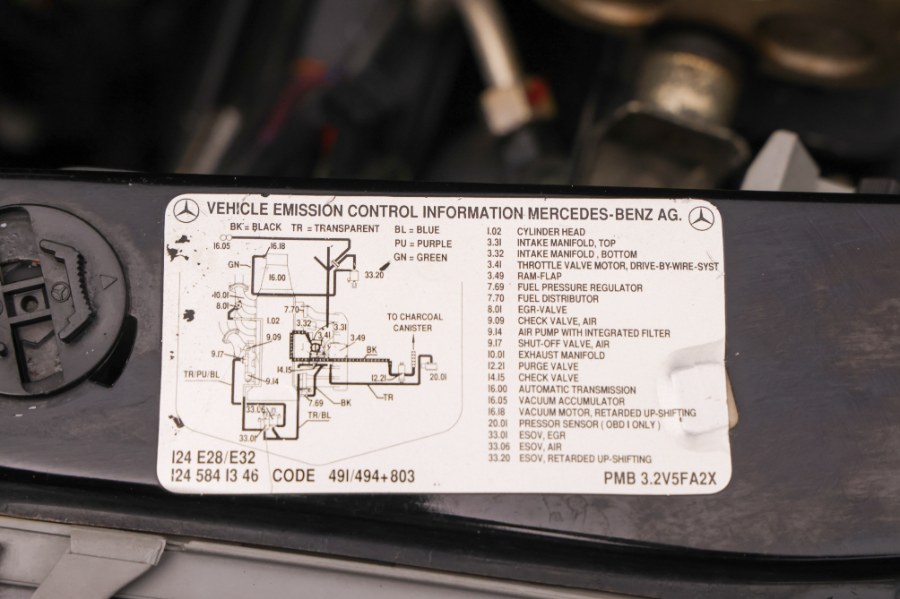 VEHICLE EMISSION CONTROL INFORMATION MERCEDES-BENZ AG.
BK = BLACK TR = TRANSPARENT
BL = BLUE
PU = PURPLE
GN = GREEN
16.05
16.18
GN
16.00
33.20
10.01
8.01
1.02
7.70
3.32
3.31
3.41
3.49
TO CHARCOAL
CANISTER
9.09
9.17
BK
14.15
12.21
20.01
TR/PU/BL
9.14
7.69
BK
TR
TR/BL
33.06
33.01
1.02 CYLINDER HEAD
3.31 INTAKE MANIFOLD, TOP
3.32 INTAKE MANIFOLD , BOTTOM
3.41 THROTTLE VALVE MOTOR, DRIVE-BY-WIRE-SYST
3.49 RAM-FLAP
7.69 FUEL PRESSURE REGULATOR
7.70 FUEL DISTRIBUTOR
8.01 EGR-VALVE
9.09 CHECK VALVE, AIR
9.14 AIR PUMP WITH INTEGRATED FILTER
9.17 SHUT-OFF VALVE, AIR
10.01 EXHAUST MANIFOLD
12.21 PURGE VALVE
14.15 CHECK VALVE
16.00 AUTOMATIC TRANSMISSION
16.05 VACUUM ACCUMULATOR
16.18 VACUUM MOTOR, RETARDED UP-SHIFTING
20.01 PRESSOR SENSOR ( OBD I ONLY )
33.01 ESOV, EGR
33.06 ESOV, AIR
33.20 ESOV, RETARDED UP-SHIFTING
124 E28/E32
124 584 13 46 CODE 491/494+803
PMB 3.2V5FA2X